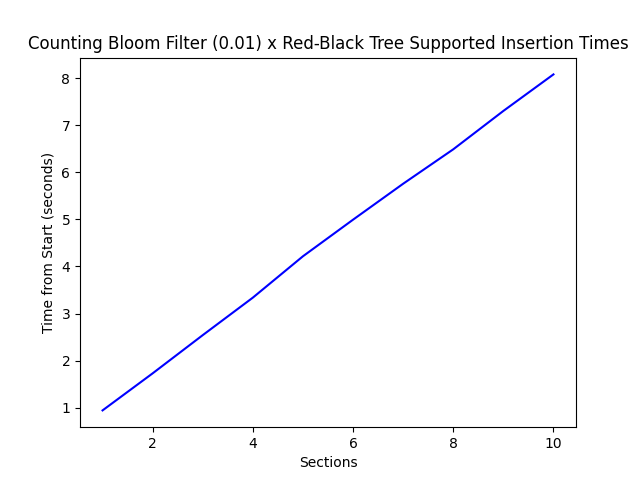 Counting Bloom Filter (0.01) x Red-Black Tree Supported Insertion Times
8
7
6
5
4
3
2
1
Time from Start (seconds)
2 4 6 8 10
Sections